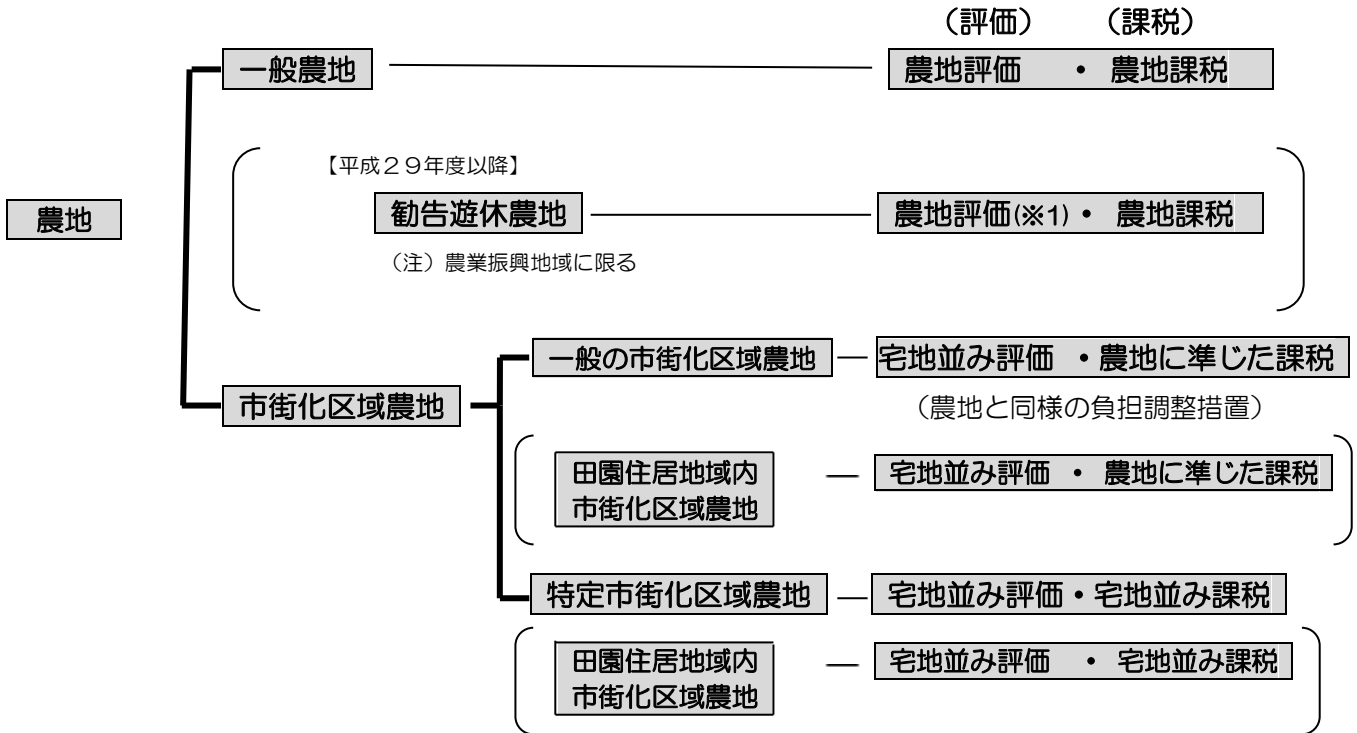 （評価）　（課税）
一般農地　農地評価　・　農地課税
【平成２９年度以降】
農地　勧告遊休農地　農地評価(※1)・　農地課税
（注）農業振興地域に限る
一般の市街化区域農地　宅地並み評価　・農地に準じた課税
市街化区域農地　（農地と同様の負担調整措置）
田園住居地域内　宅地並み評価　・　農地に準じた課税
市街化区域農地
特定市街化区域農地　宅地並み評価・宅地並み課税
田園住居地域内　宅地並み評価　・　宅地並み課税
市街化区域農地